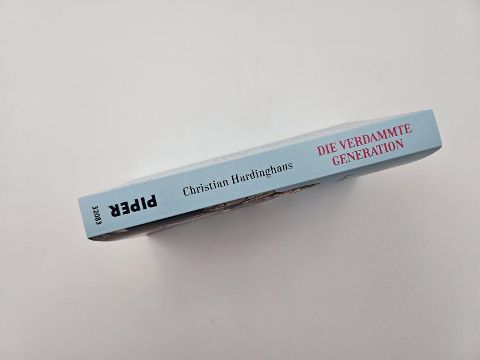 DIE VERDAMMTE
GENERATION
Christian Hardinghaus
PIPER
32083